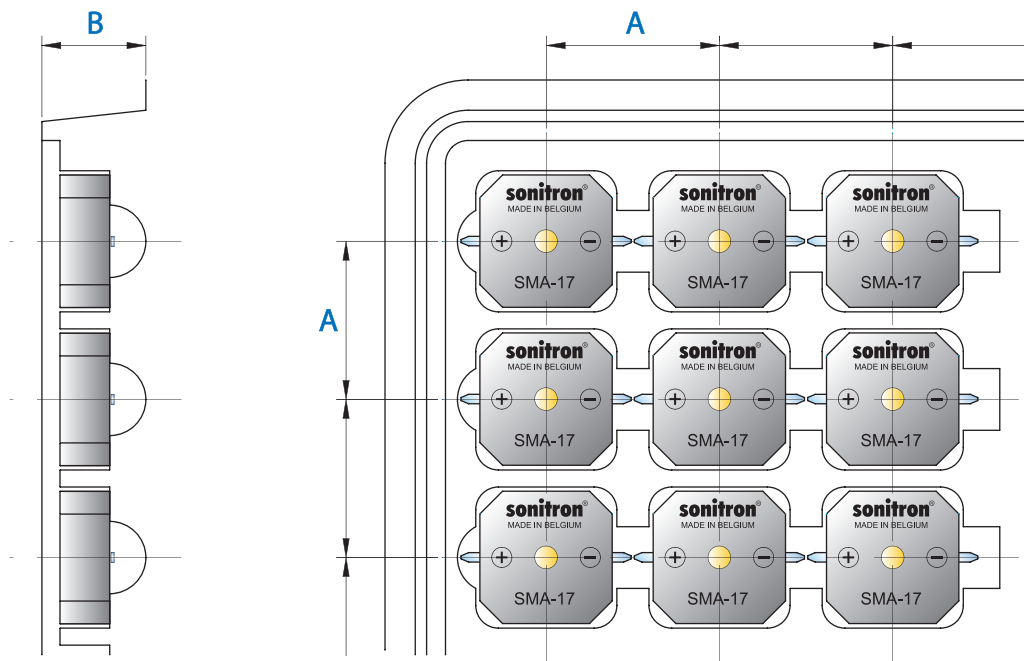 B
A
A
sonitron®
MADE IN BELGIUM
+ −
SMA-17
sonitron®
MADE IN BELGIUM
+ −
SMA-17
sonitron®
MADE IN BELGIUM
+ −
SMA-17
sonitron®
MADE IN BELGIUM
+ −
SMA-17
sonitron®
MADE IN BELGIUM
+ −
SMA-17
sonitron®
MADE IN BELGIUM
+ −
SMA-17
sonitron®
MADE IN BELGIUM
+ −
SMA-17
sonitron®
MADE IN BELGIUM
+ −
SMA-17
sonitron®
MADE IN BELGIUM
+ −
SMA-17